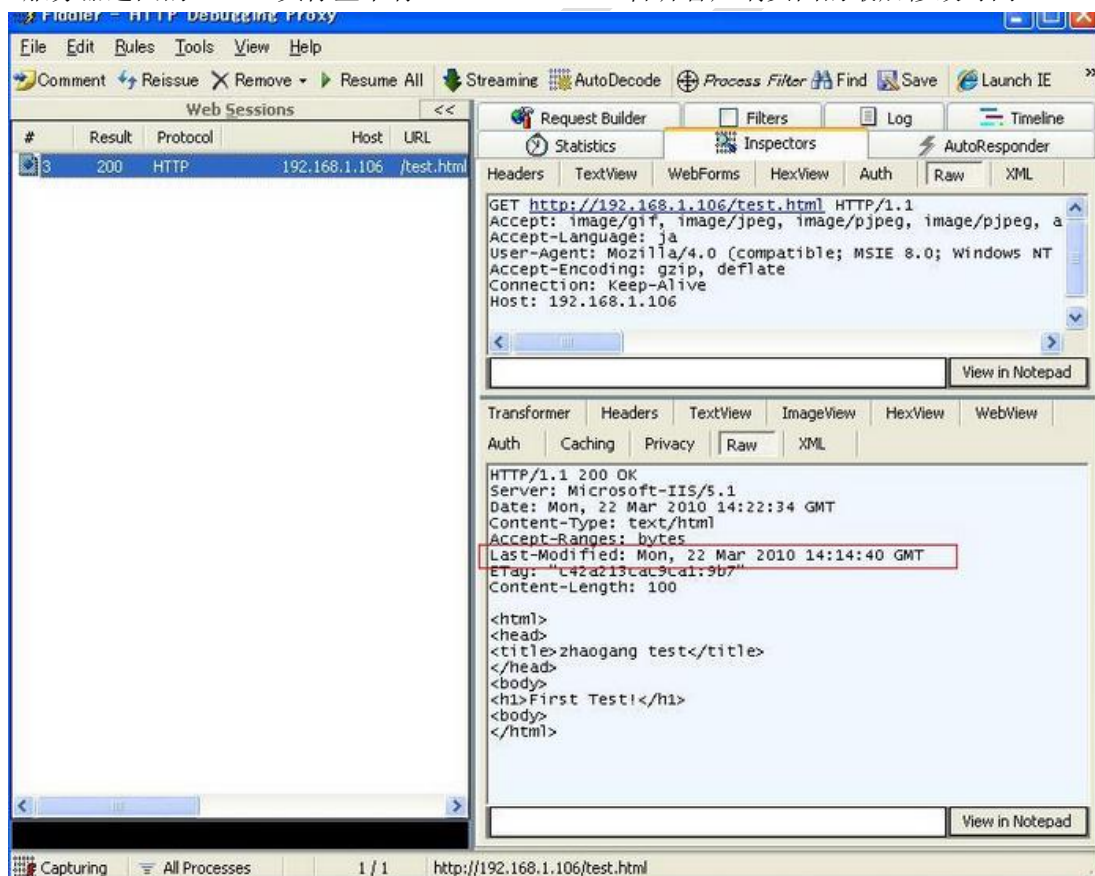 Fiddler - HTTP Debugging Proxy
File Edit Rules Tools View Help
Comment Reissue Remove Resume All Streaming AutoDecode Process Filter Find Save Launch IE »
Web Sessions <<
# Result Protocol Host URL
3 200 HTTP 192.168.1.106 /test.html
Request Builder Filters Log Timeline
Statistics Inspectors AutoResponder
Headers TextView WebForms HexView Auth Raw XML
GET http://192.168.1.106/test.html HTTP/1.1
Accept: image/gif, image/jpeg, image/pjpeg, image/pjpeg, a
Accept-Language: ja
User-Agent: Mozilla/4.0 (compatible; MSIE 8.0; Windows NT
Accept-Encoding: gzip, deflate
Connection: Keep-Alive
Host: 192.168.1.106
View in Notepad
Transformer Headers TextView ImageView HexView WebView
Auth Caching Privacy Raw XML
HTTP/1.1 200 OK
Server: Microsoft-IIS/5.1
Date: Mon, 22 Mar 2010 14:22:34 GMT
Content-Type: text/html
Accept-Ranges: bytes
Last-Modified: Mon, 22 Mar 2010 14:14:40 GMT
ETag:
Content-Length: 100
<html>
<head>
<title>zhaogang test</title>
</head>
<body>
<h1>First Test!</h1>
<body>
</html>
View in Notepad
Capturing All Processes 1 / 1 http://192.168.1.106/test.html